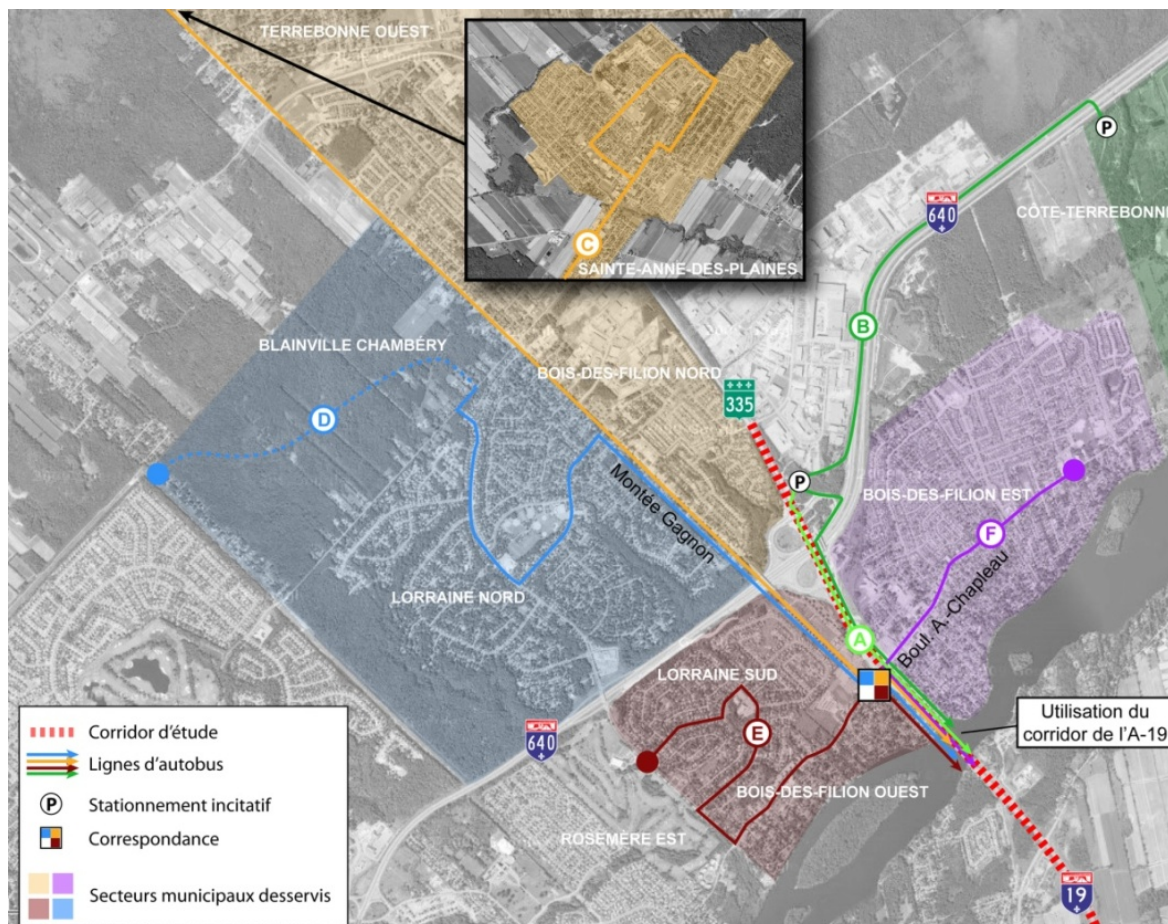 TERREBONNE OUEST
C
SAINTE-ANNE-DES-PLAINES
P
640
CÔTE-TERREBONNE
BLAINVILLE CHAMBÉRY
B
BOIS-DES-FILION NORD
335
D
P
BOIS-DES-FILION EST
Montée Gagnon
F
LORRAINE NORD
Boul. A.-Chapleau
A
LORRAINE SUD
E
640
Utilisation du
corridor de l'A-19
BOIS-DES-FILION OUEST
ROSEMÈRE EST
19
Corridor d'étude
Lignes d'autobus
P Stationnement incitatif
Correspondance
Secteurs municipaux desservis